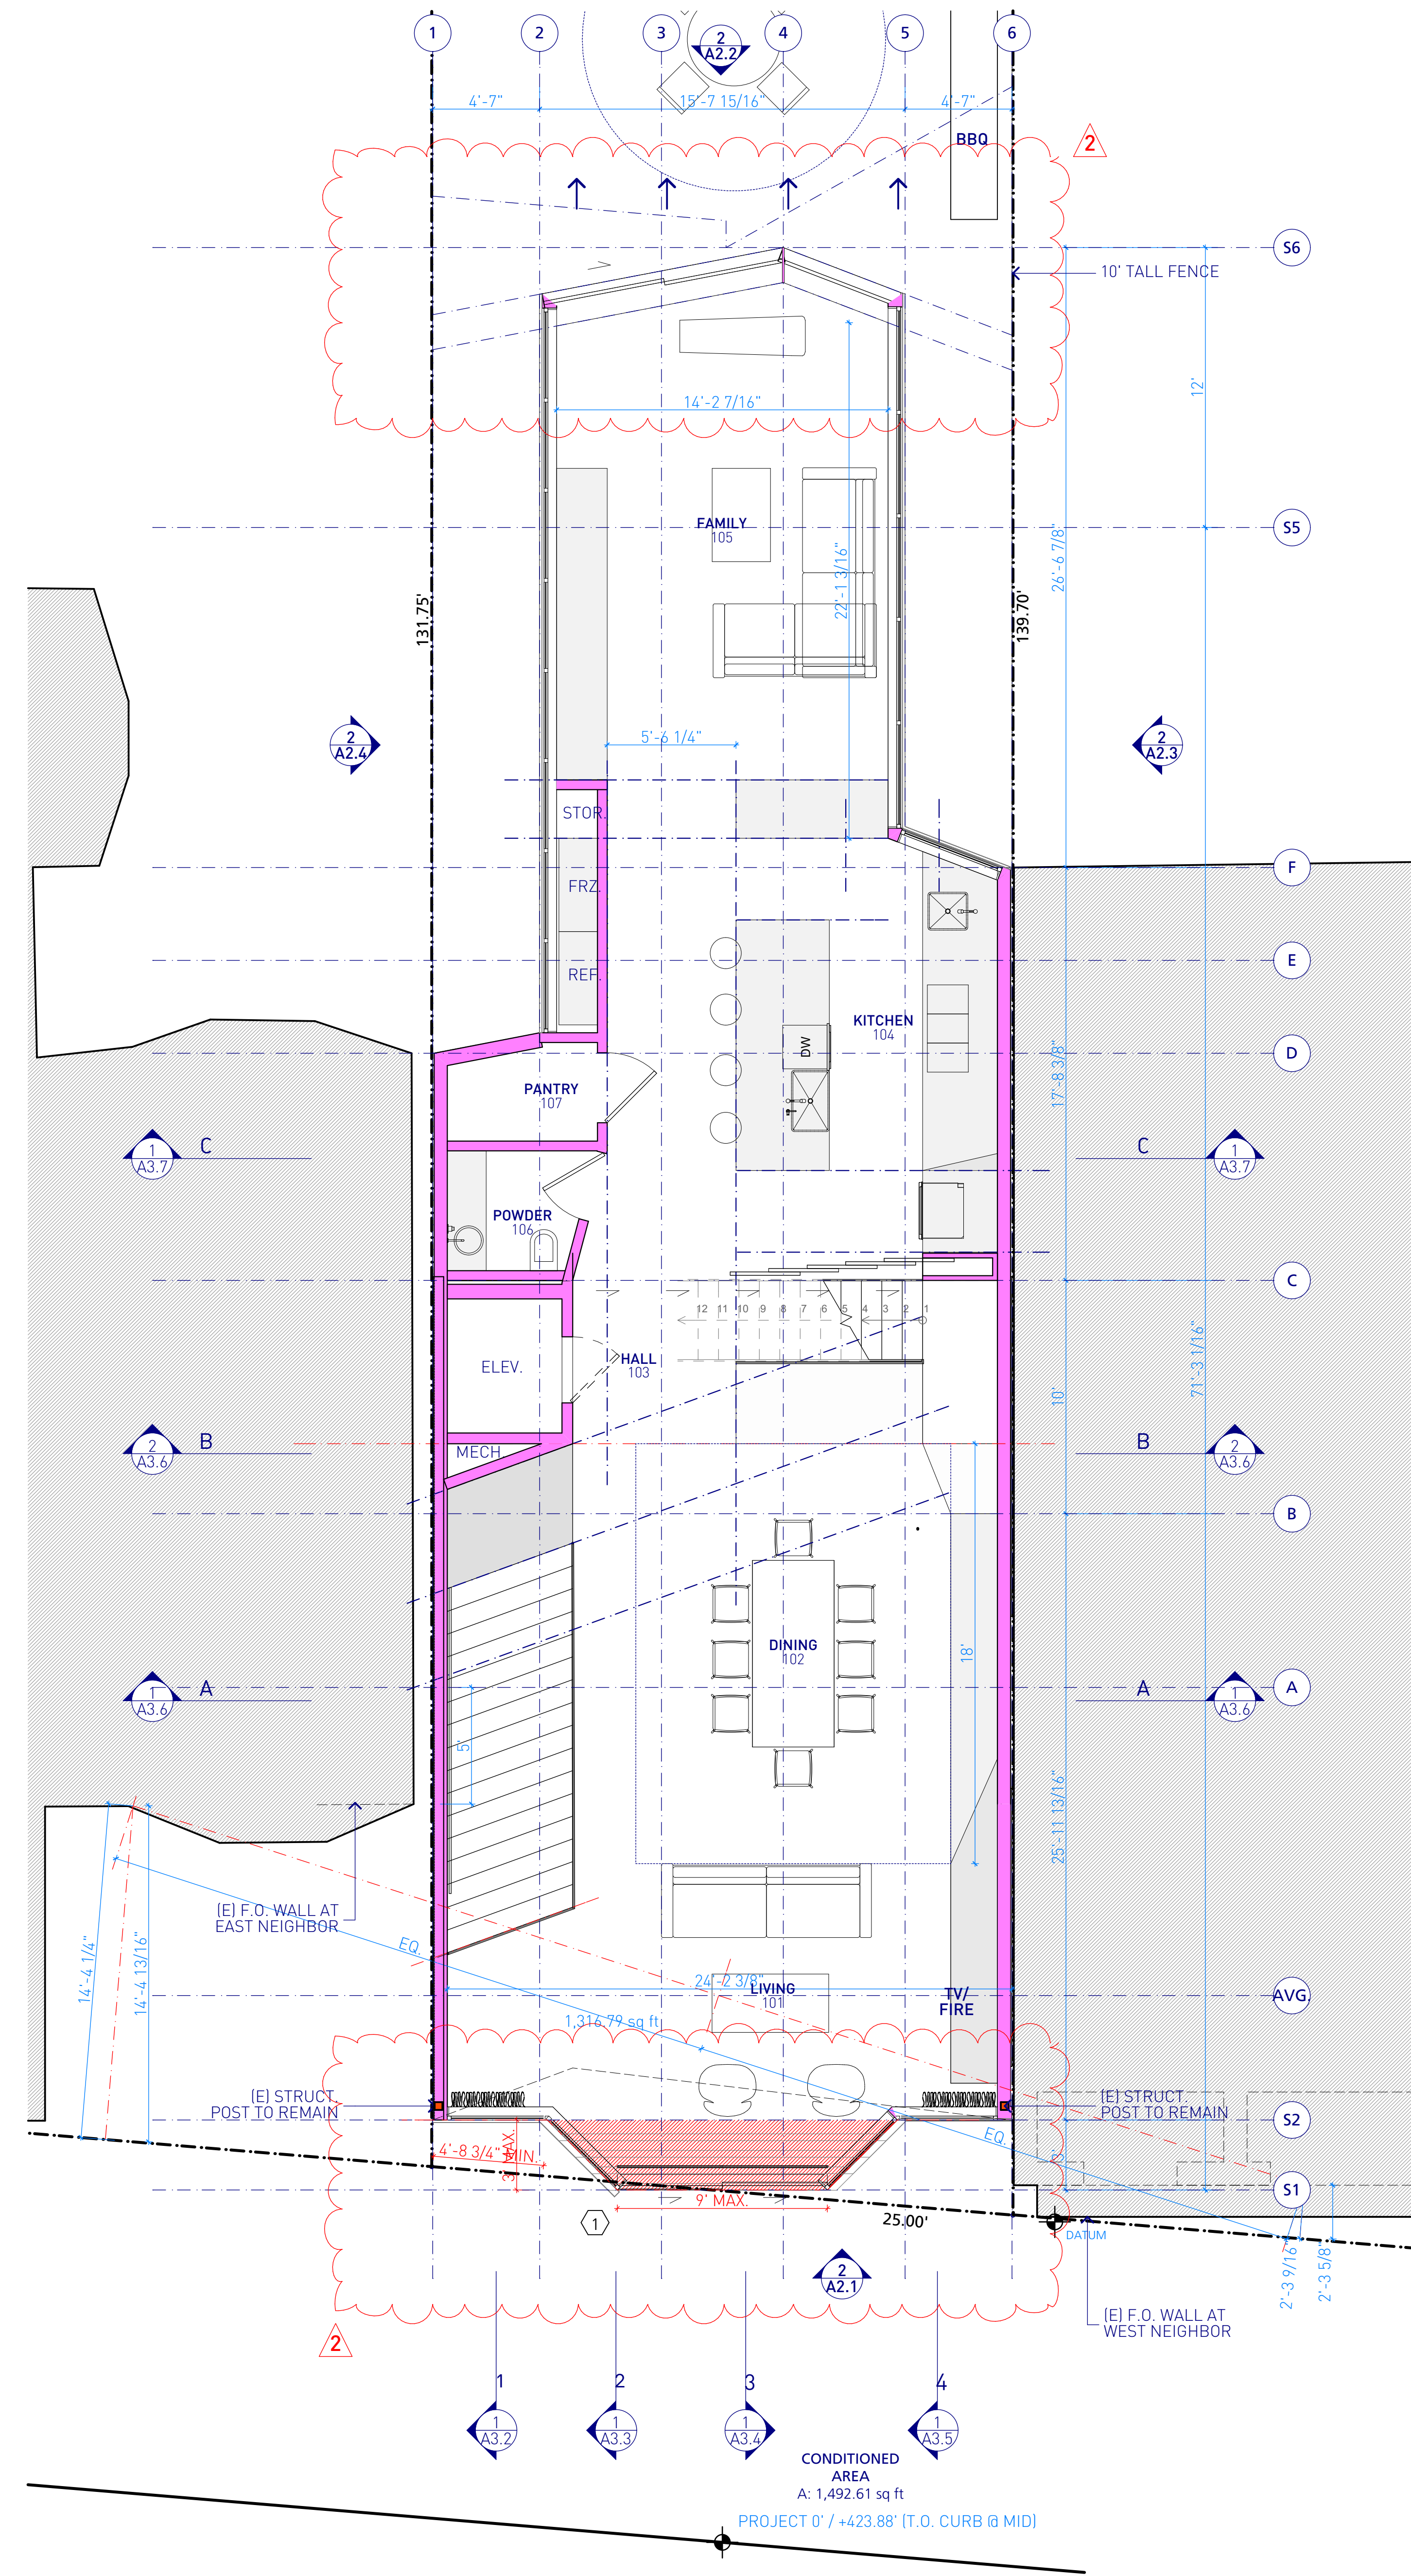 1
2
3
4
5
6
2
A2.2
4'-7"
15'-7 15/16"
4'-7"
BBQ
2
S6
10' TALL FENCE
12'
14'-2 7/16"
FAMILY
105
S5
26'-6 7/8"
22'-1 3/16"
131.75'
139.70'
2
A2.4
5'-6 1/4"
2
A2.3
STOR.
F
FRZ.
E
REF.
KITCHEN
104
DW
D
17'-8 3/8"
PANTRY
107
1
A3.7
C
C
1
A3.7
POWDER
106
C
12
11
10
9
8
7
6
5
4
3
2
1
71'-3 1/16"
HALL
103
ELEV.
10'
2
A3.6
B
MECH
B
2
A3.6
B
DINING
102
18'
1
A3.6
A
A
1
A3.6
A
5'
25'-11 13/16"
(E) F.O. WALL AT
EAST NEIGHBOR
EQ.
14'-4 1/4"
14'-4 13/16"
24'-2 3/8"
LIVING
101
TV/
FIRE
AVG.
1,316.79 sq ft
(E) STRUCT.
POST TO REMAIN
(E) STRUCT.
POST TO REMAIN
S2
4'-8 3/4" MIN.
3' MAX.
EQ.
3'
S1
9' MAX.
1
25.00'
DATUM
2'-3 9/16"
2'-3 5/8"
2
A2.1
(E) F.O. WALL AT
WEST NEIGHBOR
2
1
2
3
4
1
A3.2
1
A3.3
1
A3.4
1
A3.5
CONDITIONED
AREA
A: 1,492.61 sq ft
PROJECT 0' / +423.88' (T.O. CURB @ MID)